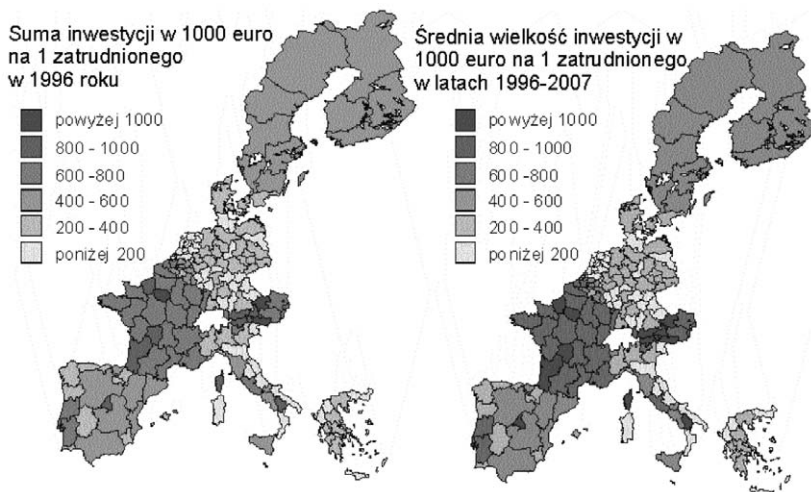 Suma inwestycji w 1000 euro
na 1 zatrudnionego
w 1996 roku
powyżej 1000
800 - 1000
600 -800
400 - 600
200 - 400
poniżej 200
Średnia wielkość inwestycji w
1000 euro na 1 zatrudnionego
w latach 1996-2007
powyżej 1000
800 - 1000
600 - 800
400 - 600
200 - 400
poniżej 200